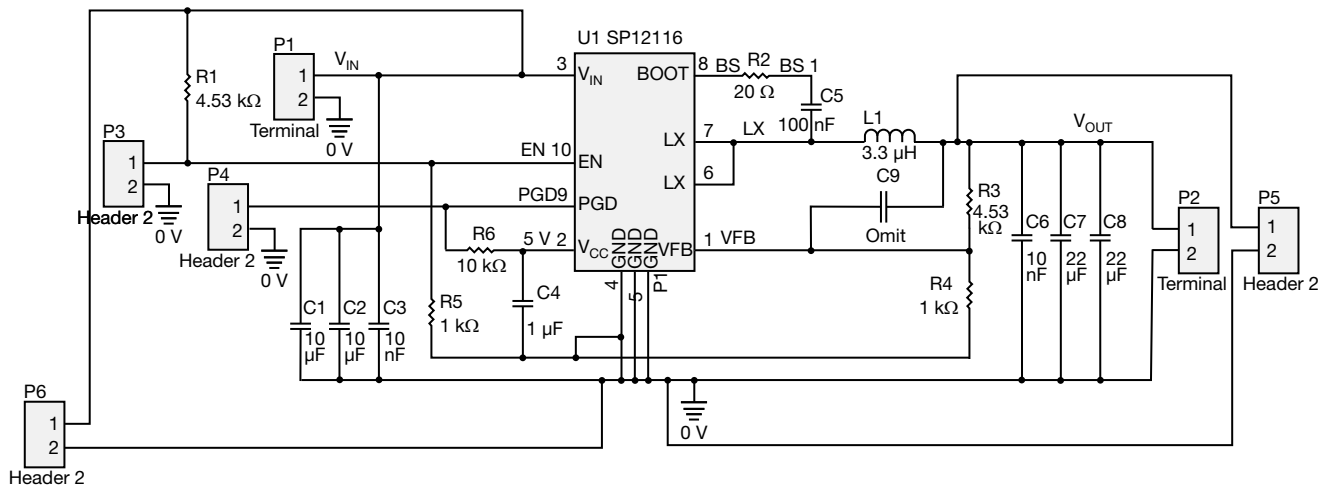 U1 SP12116
P1
1
2
Terminal
0 V
V_IN
3
V_IN
BOOT
8
BS
R2
20 Ω
BS 1
C5
100 nF
R1
4.53 kΩ
LX
7
LX
L1
3.3 µH
V_OUT
P3
1
2
Header 2
0 V
EN 10
EN
LX
6
C9
Omit
R3
4.53
kΩ
P4
1
2
Header 2
0 V
PGD9
PGD
R6
10 kΩ
5 V 2
V_CC
GND
GND
GND
VFB
1
VFB
4
5
P1
C6
10
nF
C7
22
µF
C8
22
µF
P2
1
2
Terminal
P5
1
2
Header 2
C1
10
µF
C2
10
µF
C3
10
nF
R5
1 kΩ
C4
1 µF
R4
1 kΩ
0 V
P6
1
2
Header 2